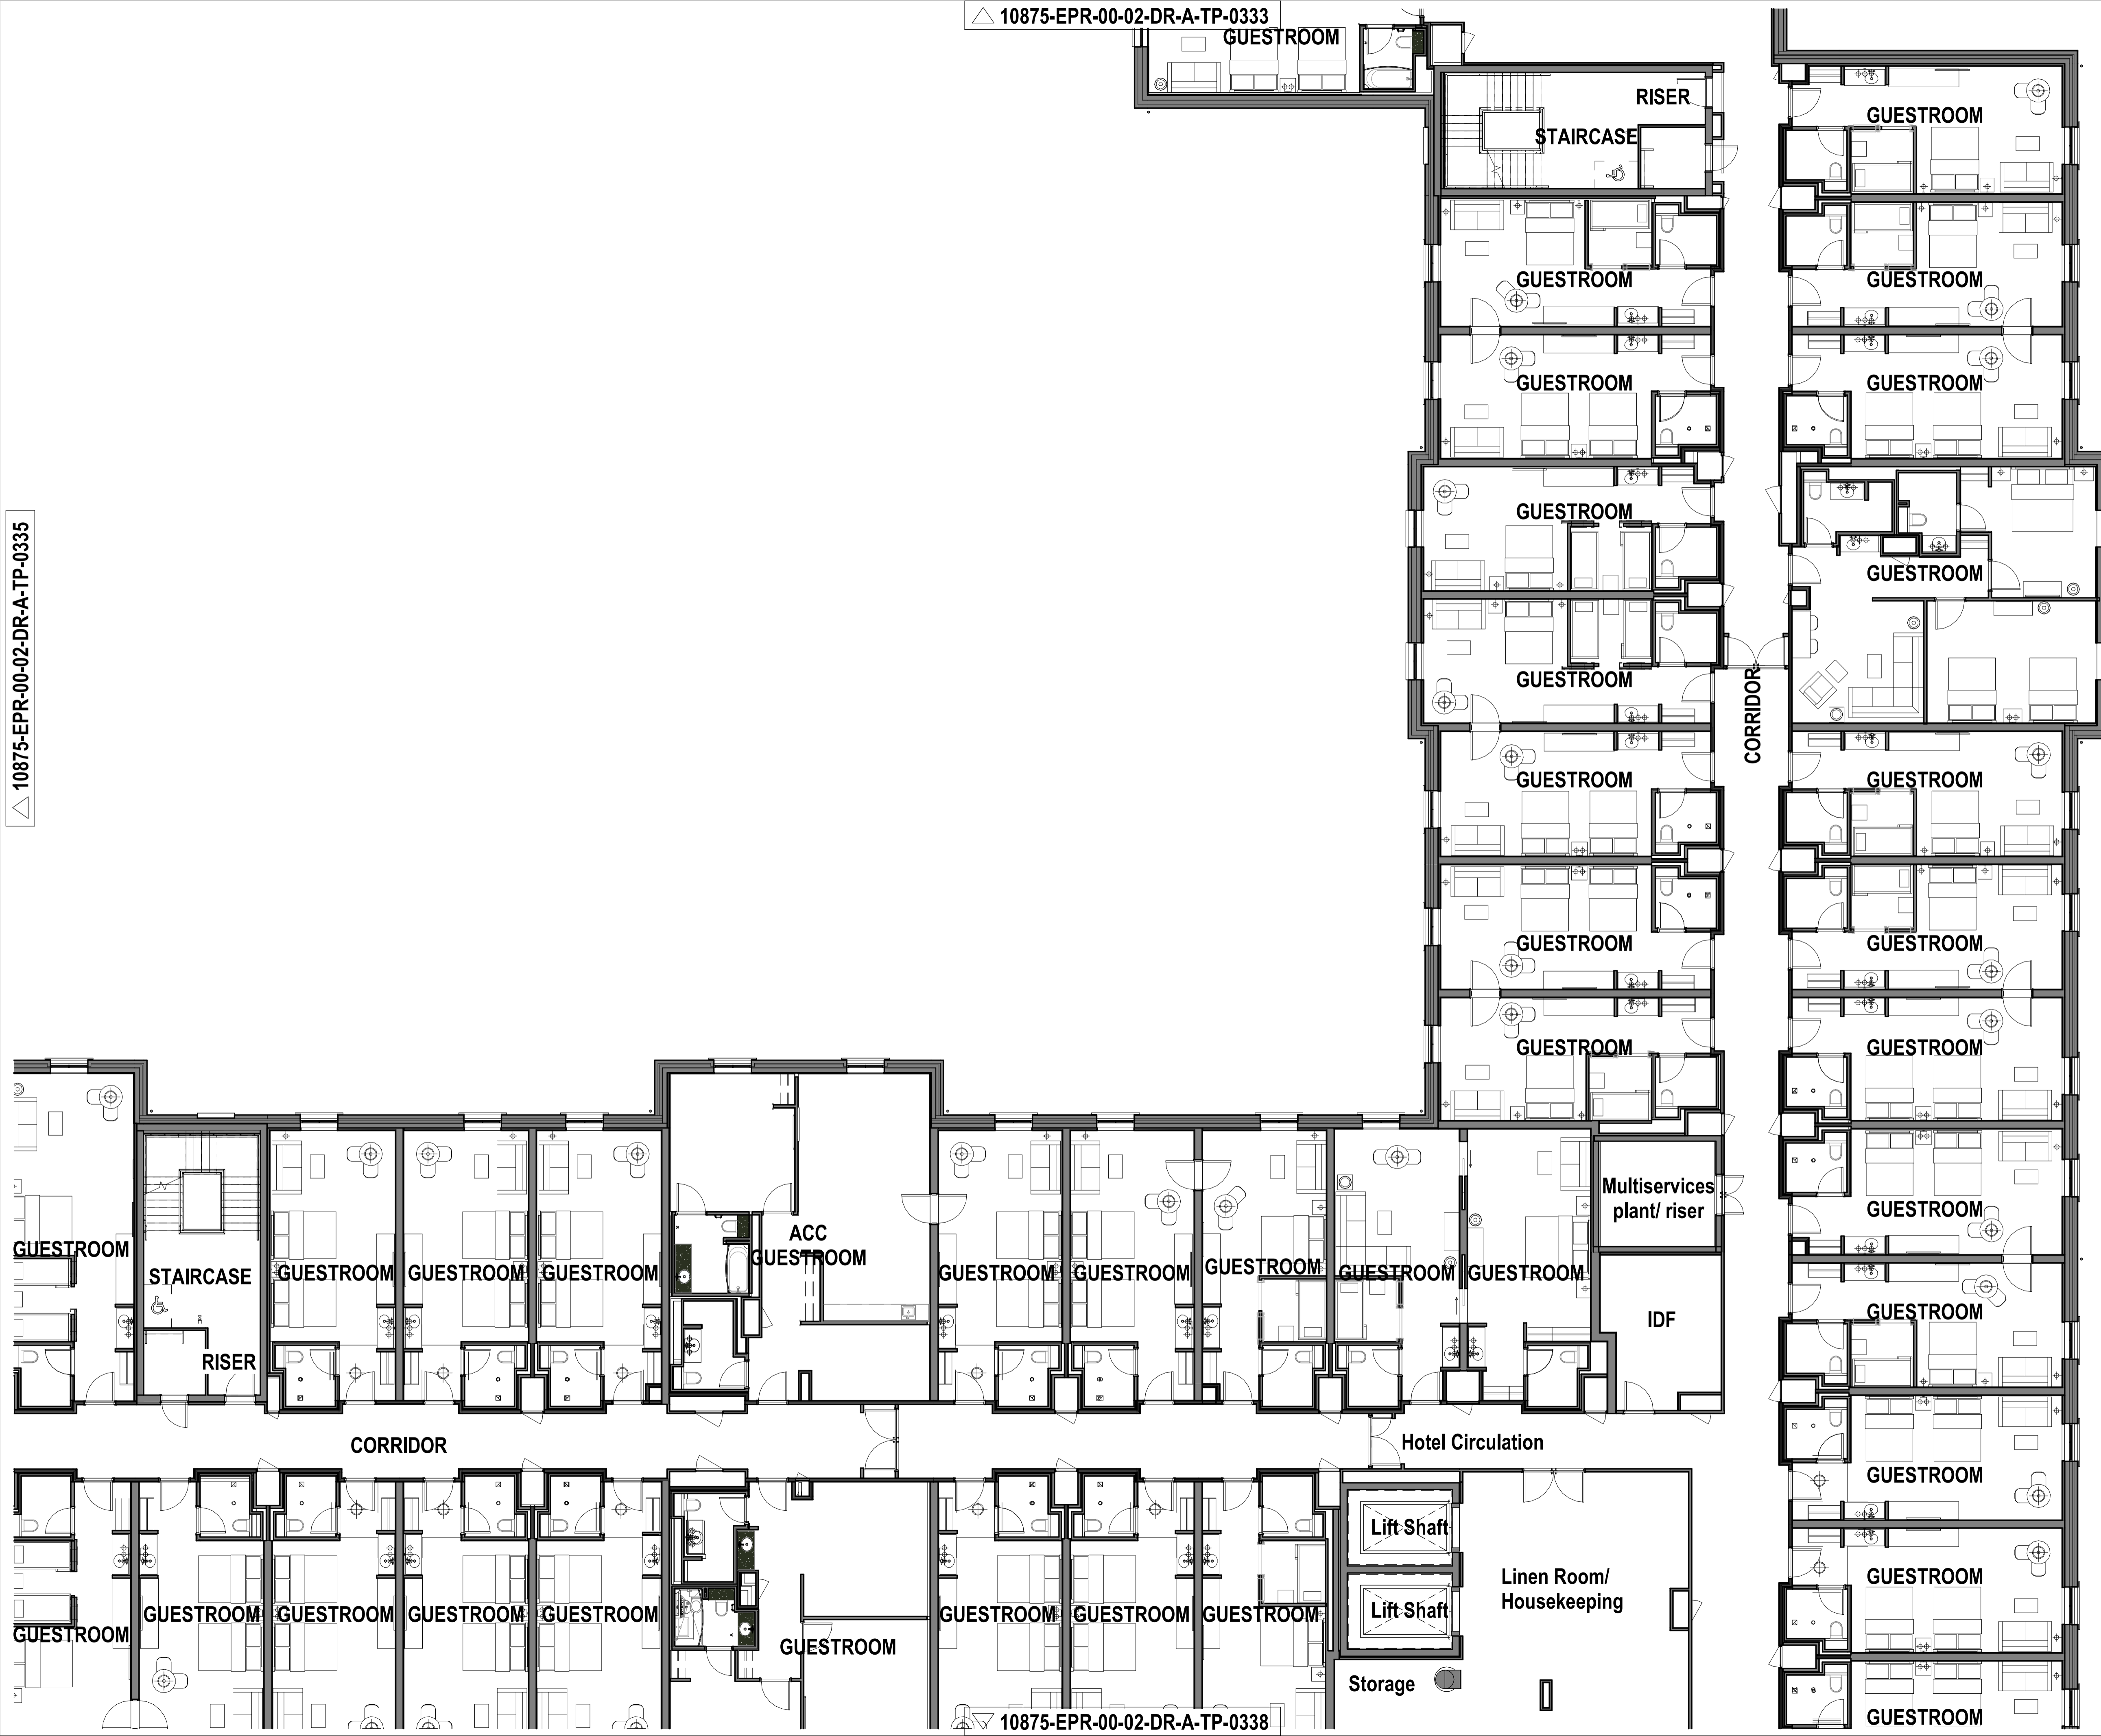 10875-EPR-00-02-DR-A-TP-0333
GUESTROOM
RISER
STAIRCASE
GUESTROOM
GUESTROOM
GUESTROOM
GUESTROOM
GUESTROOM
GUESTROOM
GUESTROOM
10875-EPR-00-02-DR-A-TP-0335
GUESTROOM
GUESTROOM
CORRIDOR
GUESTROOM
GUESTROOM
GUESTROOM
GUESTROOM
GUESTROOM
GUESTROOM
Multiservices
plant/ riser
GUESTROOM
ACC
GUESTROOM
GUESTROOM
STAIRCASE
GUESTROOM
GUESTROOM
GUESTROOM
GUESTROOM
GUESTROOM
GUESTROOM
GUESTROOM
GUESTROOM
IDF
GUESTROOM
RISER
CORRIDOR
Hotel Circulation
GUESTROOM
Lift Shaft
Linen Room/
Housekeeping
GUESTROOM
Lift Shaft
GUESTROOM
GUESTROOM
GUESTROOM
GUESTROOM
GUESTROOM
GUESTROOM
GUESTROOM
GUESTROOM
GUESTROOM
Storage
10875-EPR-00-02-DR-A-TP-0338
GUESTROOM